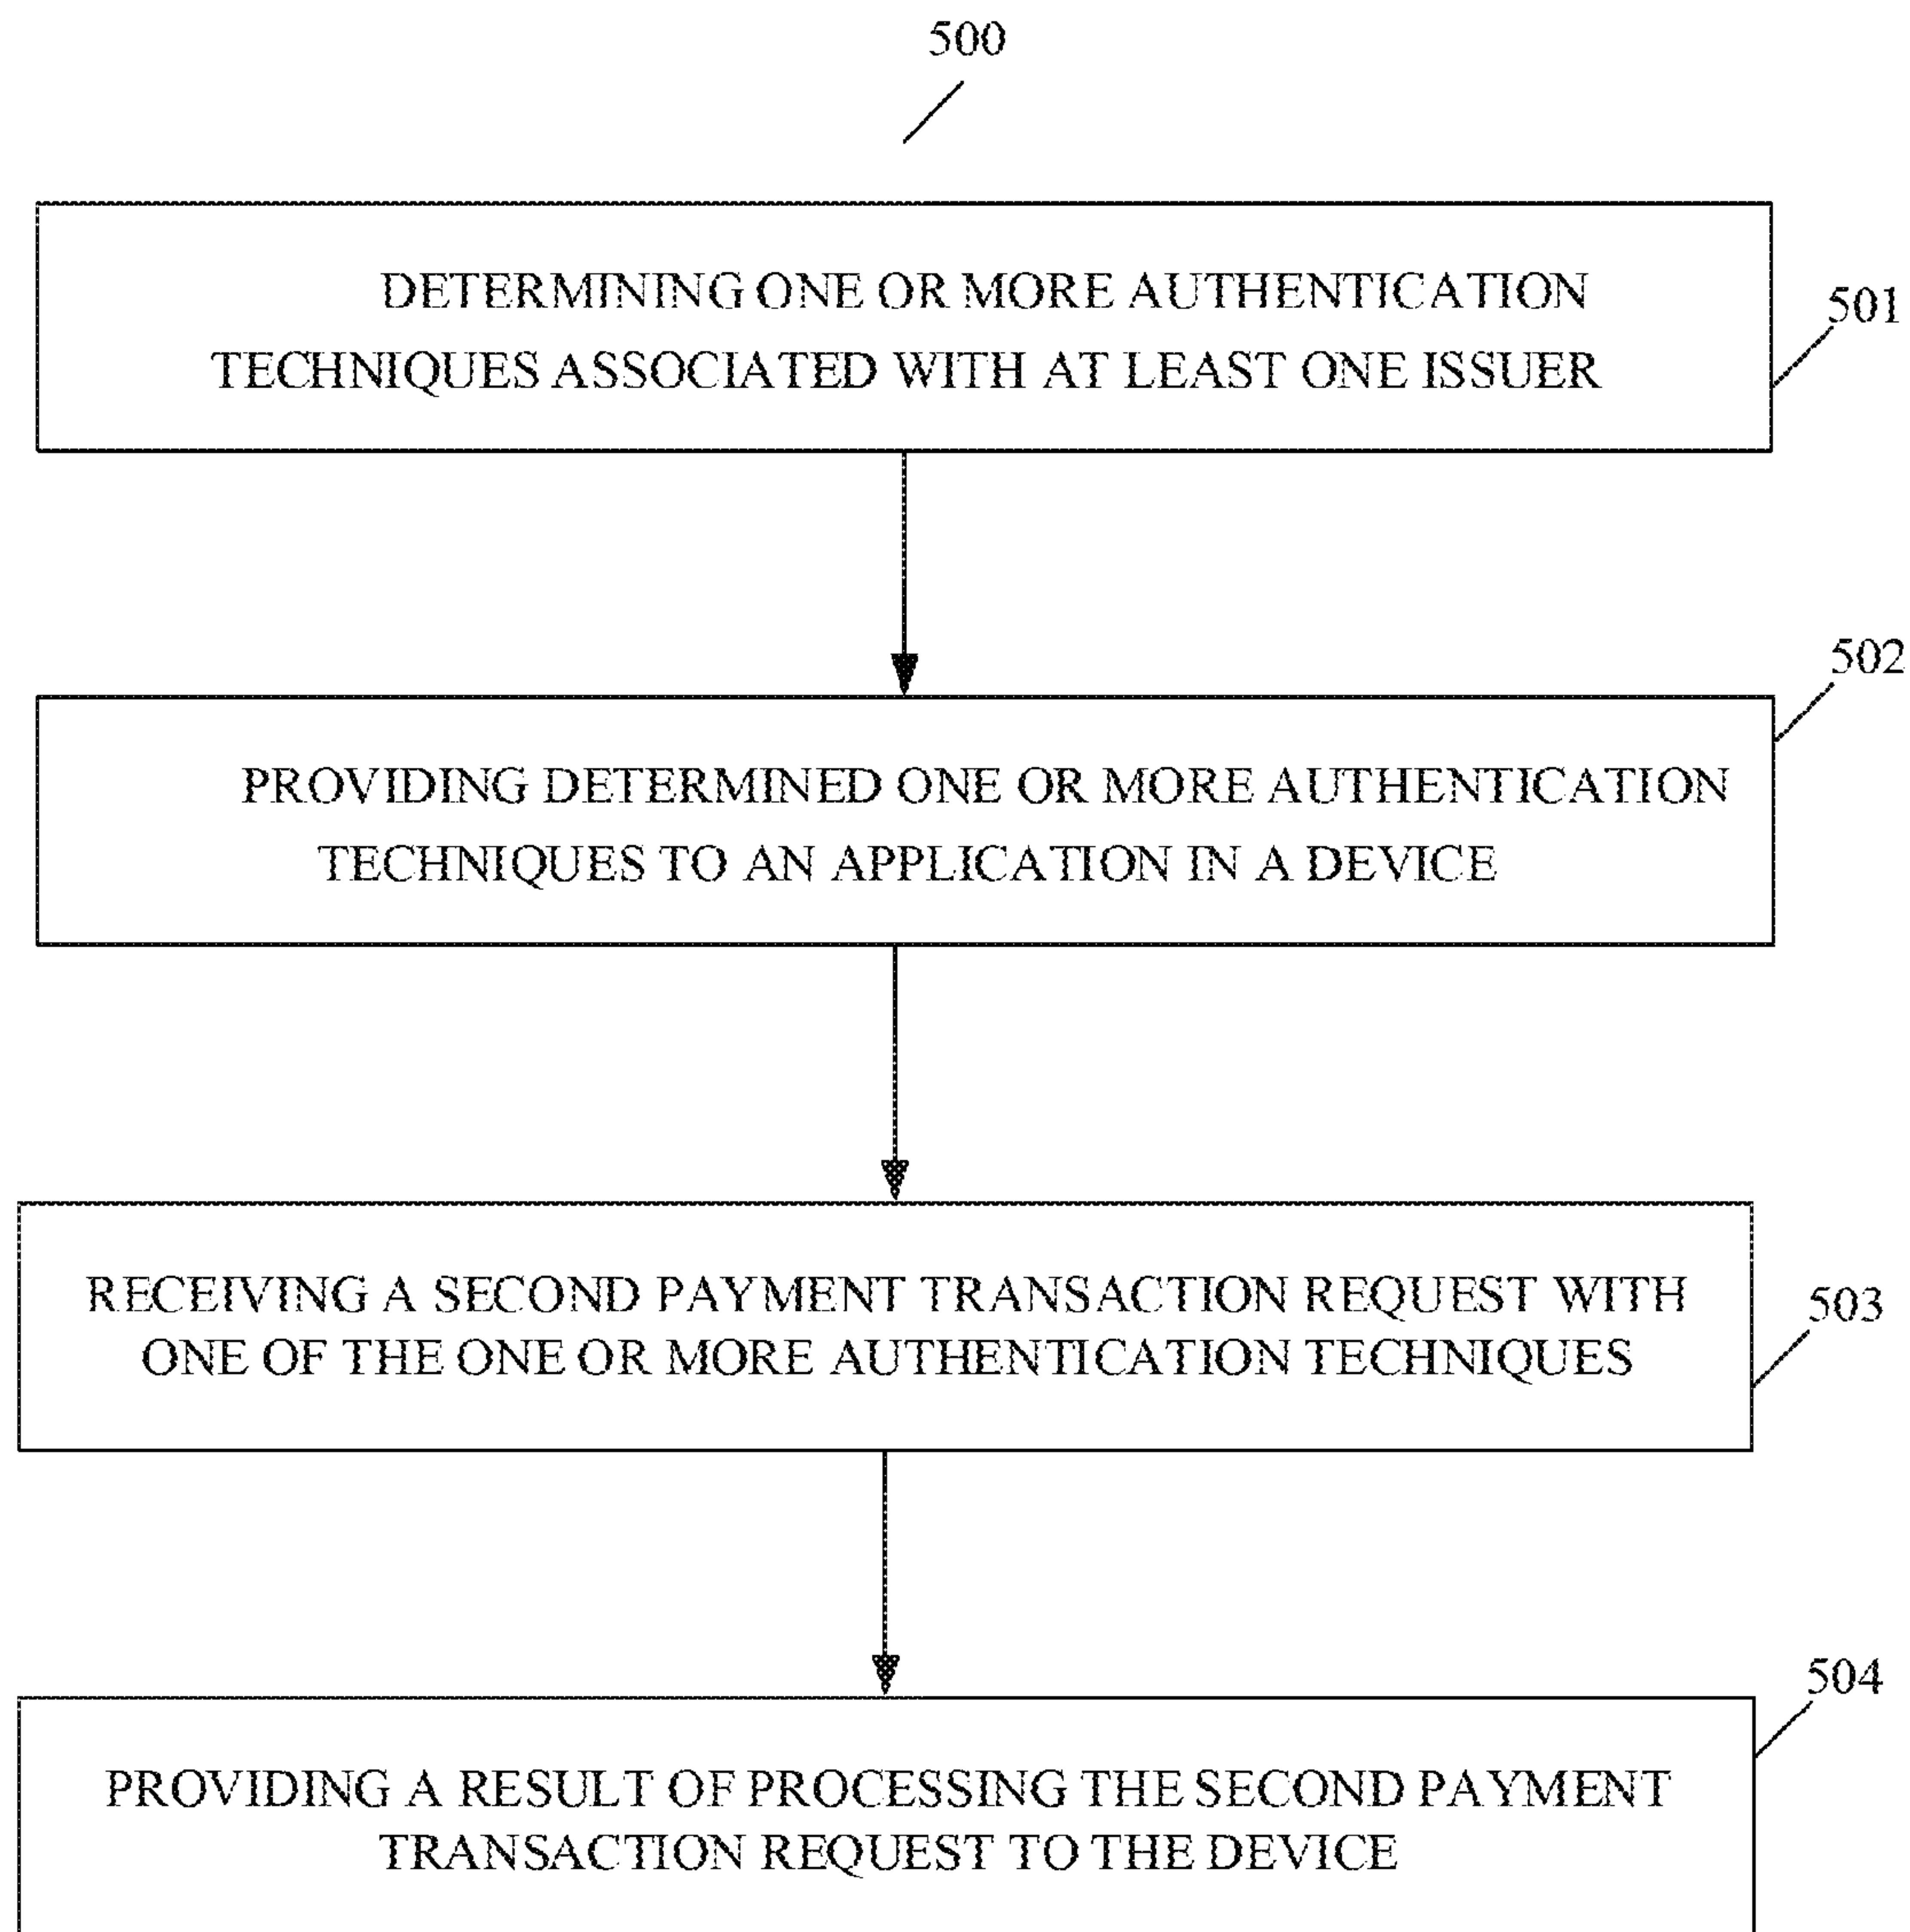 500
DETERMINING ONE OR MORE AUTHENTICATION
TECHNIQUES ASSOCIATED WITH AT LEAST ONE ISSUER
501
502
PROVIDING DETERMINED ONE OR MORE AUTHENTICATION
TECHNIQUES TO AN APPLICATION IN A DEVICE
RECEIVING A SECOND PAYMENT TRANSACTION REQUEST WITH
ONE OF THE ONE OR MORE AUTHENTICATION TECHNIQUES
503
504
PROVIDING A RESULT OF PROCESSING THE SECOND PAYMENT
TRANSACTION REQUEST TO THE DEVICE